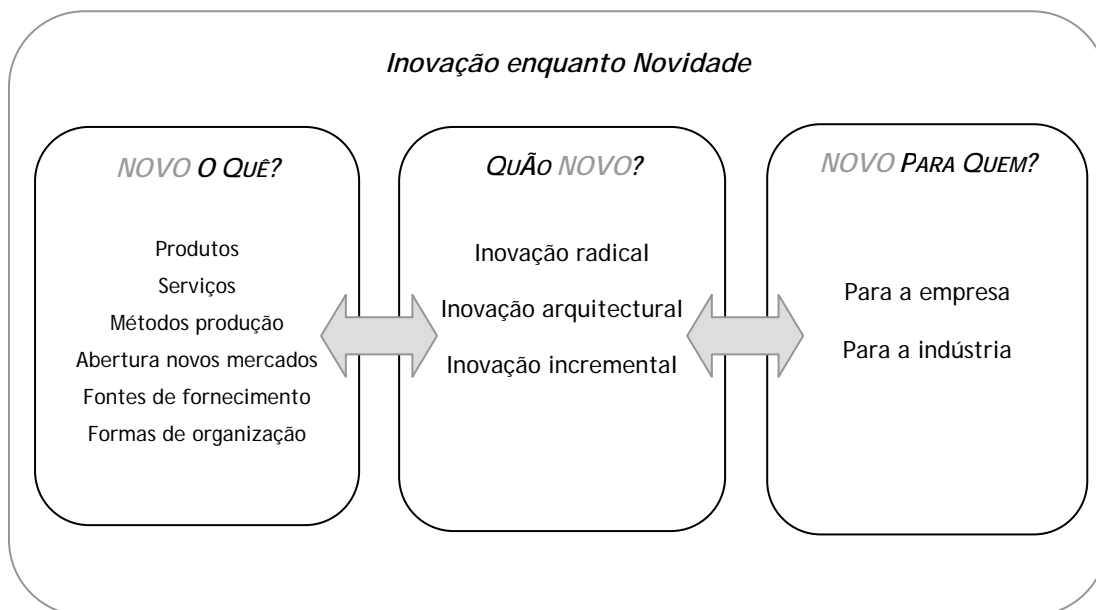 Inovação enquanto Novidade
NOVO O QUÊ?
Produtos
Serviços
Métodos produção
Abertura novos mercados
Fontes de fornecimento
Formas de organização
QUÃO NOVO?
Inovação radical
Inovação arquitectural
Inovação incremental
NOVO PARA QUEM?
Para a empresa
Para a indústria